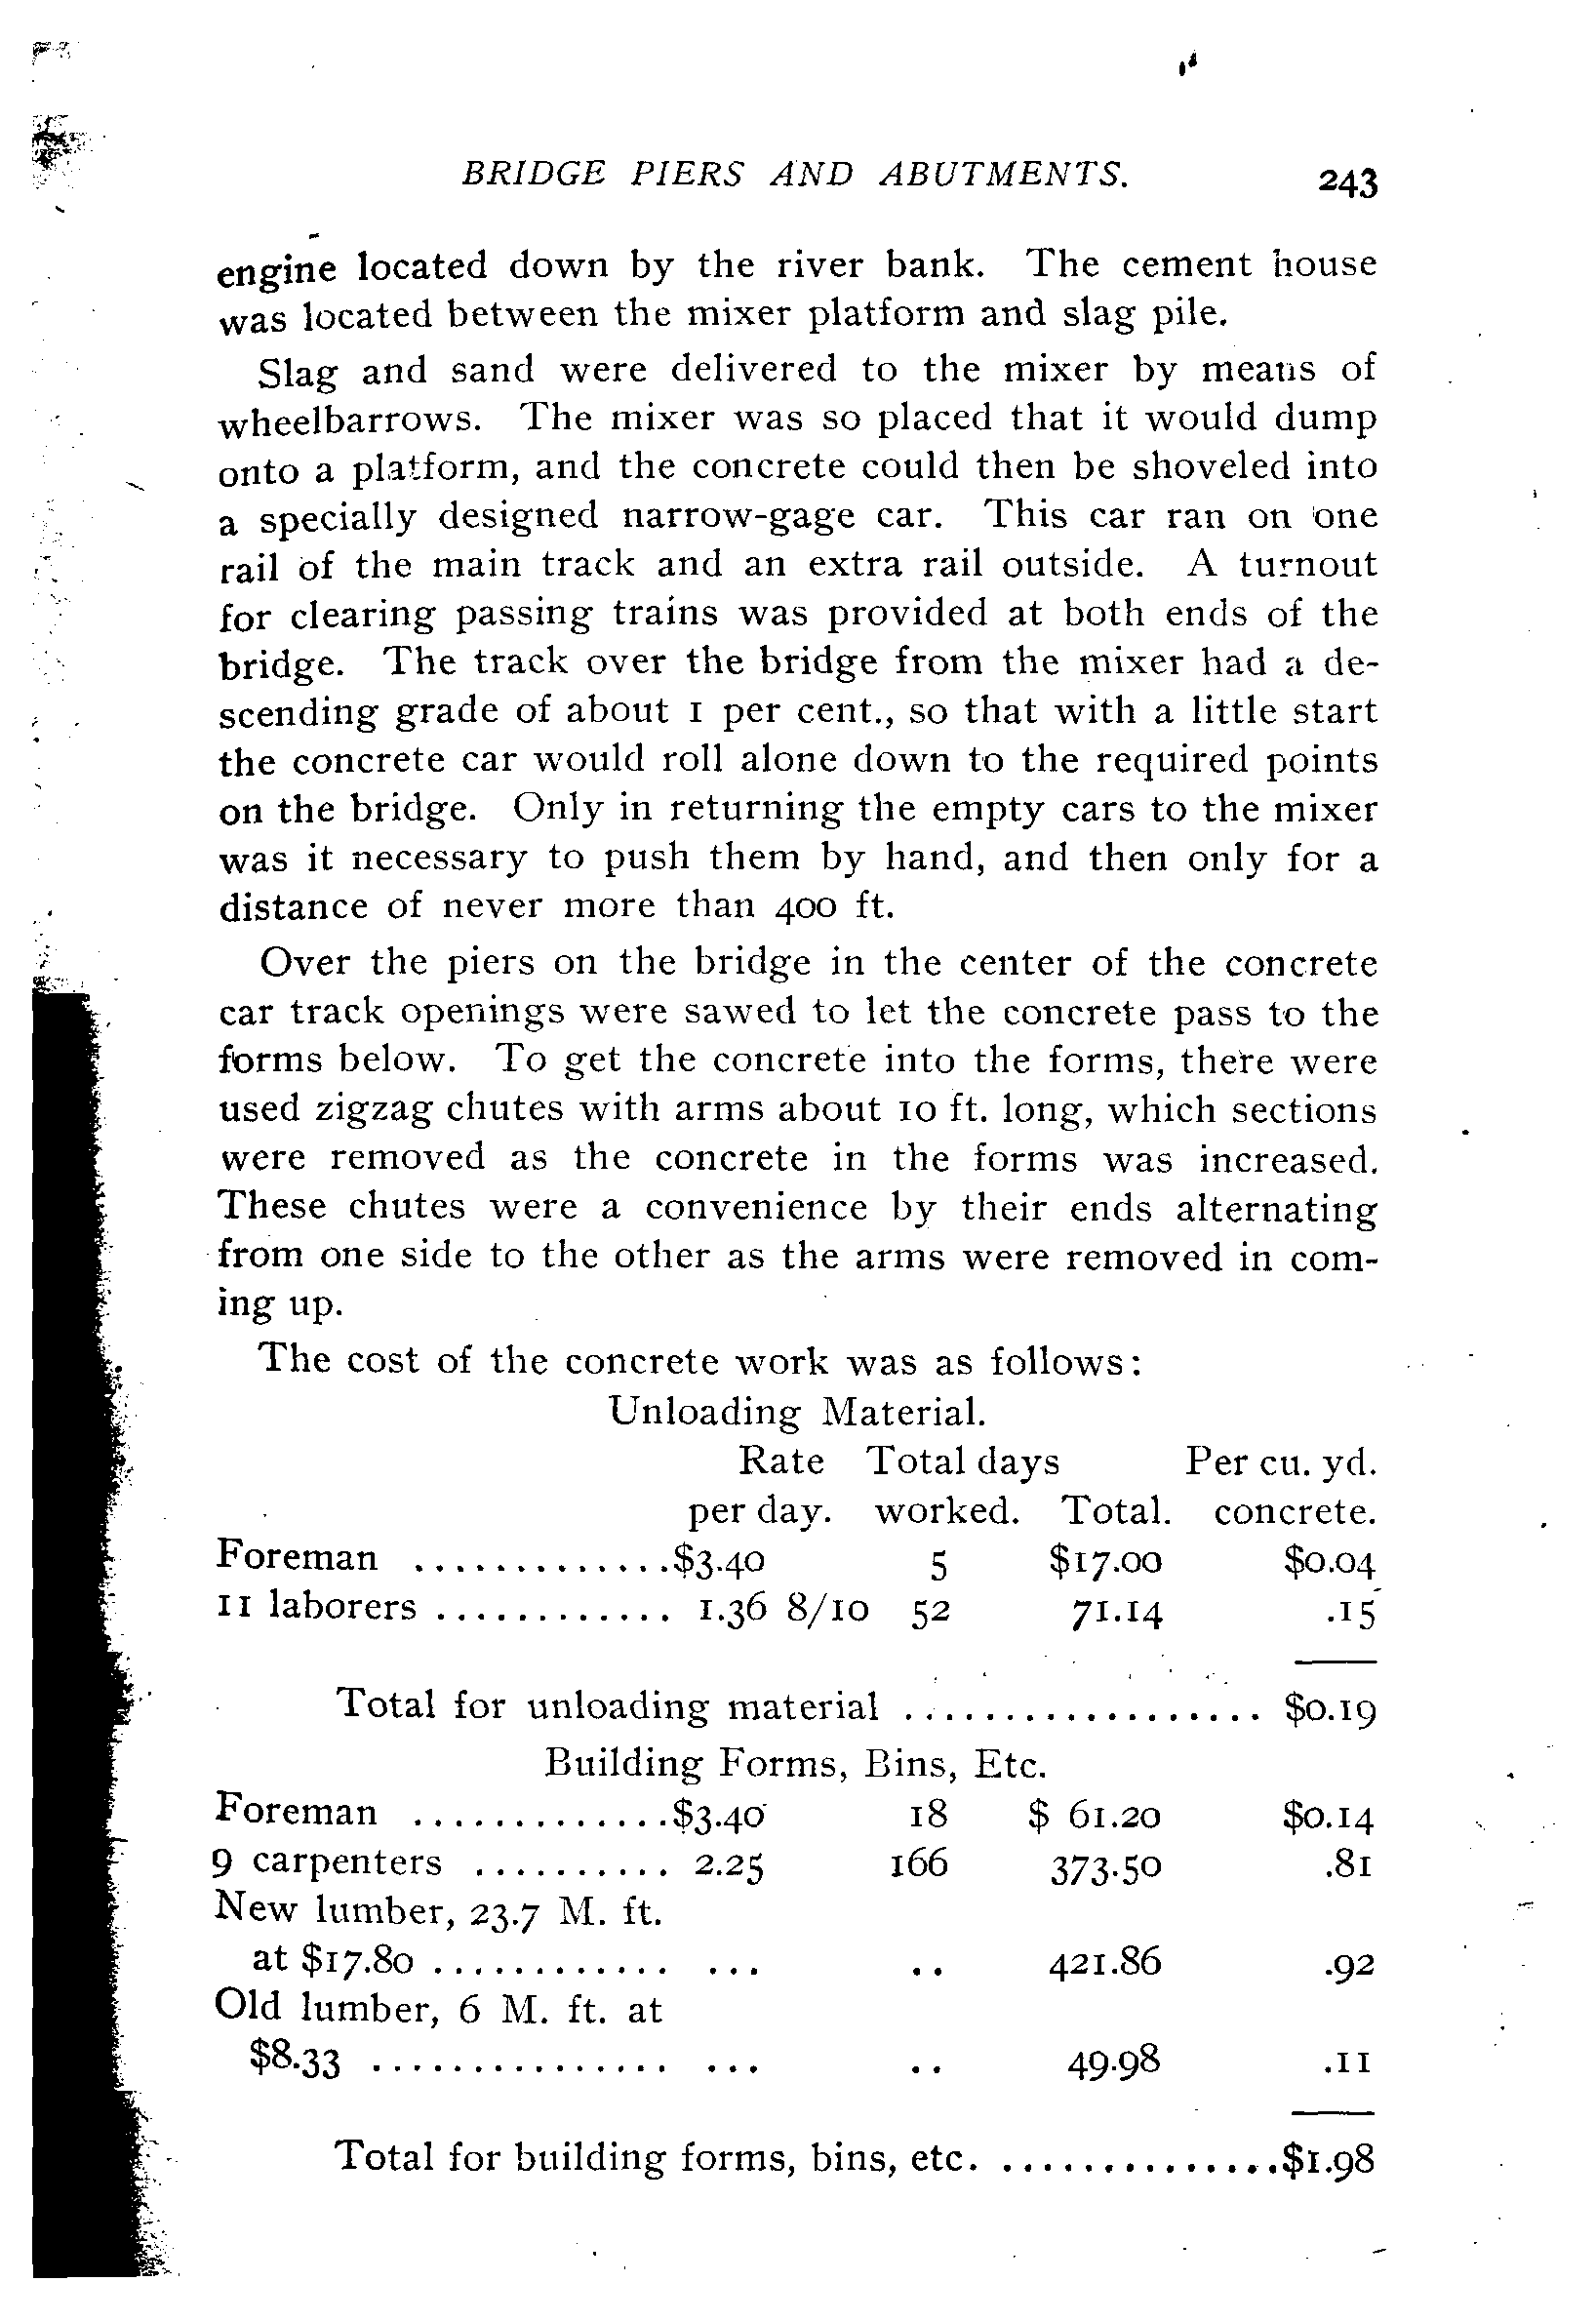 BRIDGE PIERS AND ABUTMENTS. 243
engine located down by the river bank. The cement house
was located between the mixer platform and slag pile.
Slag and sand were delivered to the mixer by means of
wheelbarrows. The mixer was so placed that it would dump
onto a platform, and the concrete could then be shoveled into
a specially designed narrow-gage car. This car ran on one
rail of the main track and an extra rail outside. A turnout
for clearing passing trains was provided at both ends of the
bridge. The track over the bridge from the mixer had a de-
scending grade of about 1 per cent., so that with a little start
the concrete car would roll alone down to the required points
on the bridge. Only in returning the empty cars to the mixer
was it necessary to push them by hand, and then only for a
distance of never more than 400 ft.
Over the piers on the bridge in the center of the concrete
car track openings were sawed to let the concrete pass to the
forms below. To get the concrete into the forms, there were
used zigzag chutes with arms about 10 ft. long, which sections
were removed as the concrete in the forms was increased.
These chutes were a convenience by their ends alternating
from one side to the other as the arms were removed in com-
ing up.
The cost of the concrete work was as follows:
Unloading Material.
Rate Total days Per cu. yd.
per day. worked. Total. concrete.
Foreman .............$3.40 5 $17.00 $0.04
11 laborers ............ 1.36 8/10 52 71.14 .15
Total for unloading material .................. $0.19
Building Forms, Bins, Etc.
Foreman .............$3.40 18 $ 61.20 $0.14
9 carpenters .......... 2.25 166 373.50 .81
New lumber, 23.7 M. ft.
at $17.80 ............ ... .. 421.86 .92
Old lumber, 6 M. ft. at
$8.33 ............... ... .. 49.98 .11
Total for building forms, bins, etc. ..............$1.98